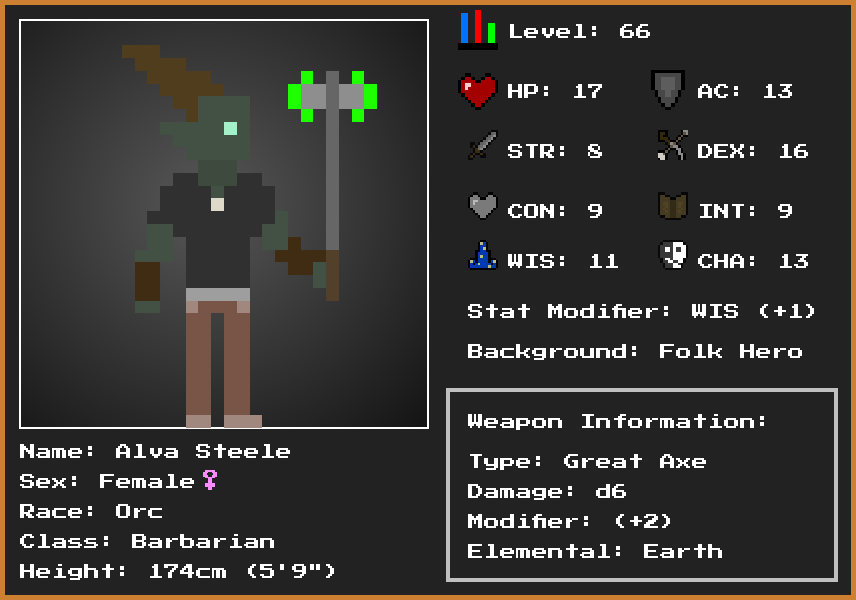 Level: 66
HP: 17
AC: 13
STR: 8
DEX: 16
CON: 9
INT: 9
WIS: 11
CHA: 13
Stat Modifier: WIS (+1)
Background: Folk Hero
Weapon Information:
Type: Great Axe
Damage: d6
Modifier: (+2)
Elemental: Earth
Name: Alva Steele
Sex: Female♀
Race: Orc
Class: Barbarian
Height: 174cm (5'9")